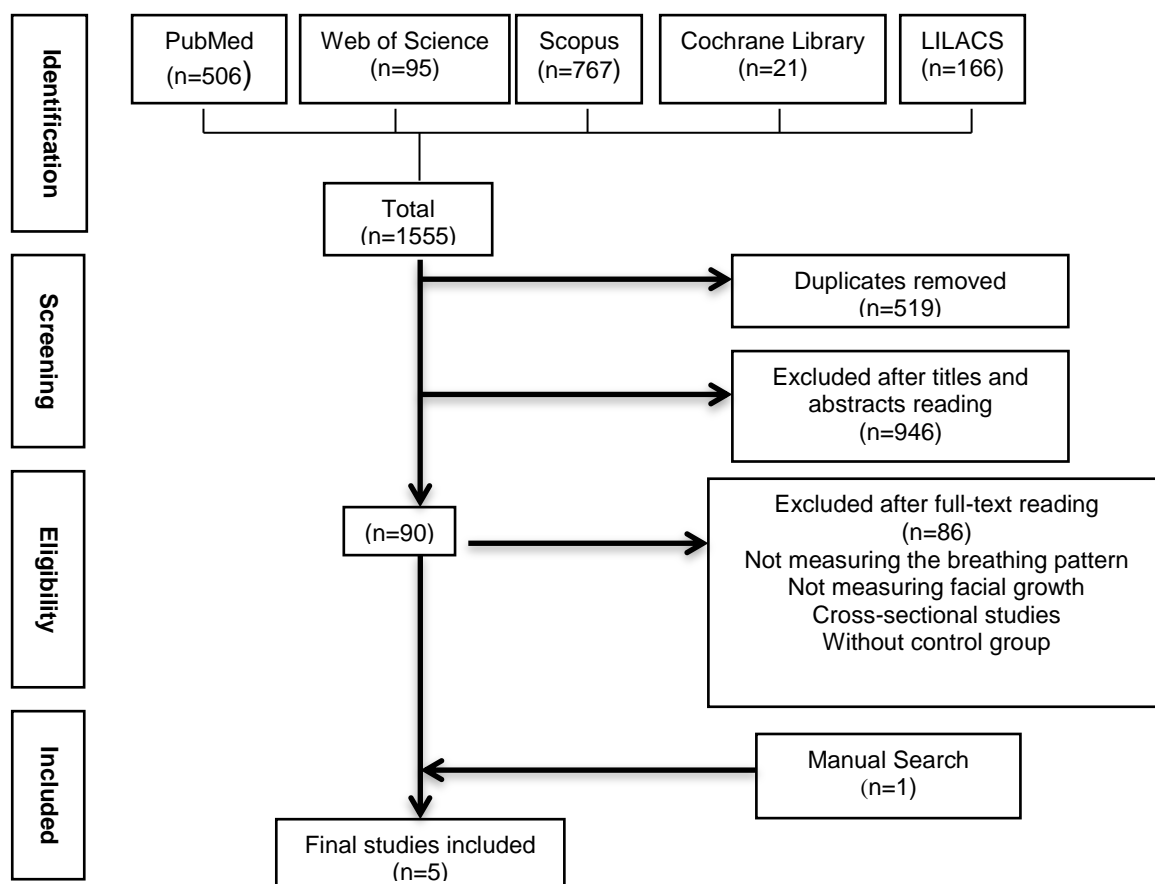 Identification
PubMed
(n=506)
Web of Science
(n=95)
Scopus
(n=767)
Cochrane Library
(n=21)
LILACS
(n=166)
Total
(n=1555)
Screening
Duplicates removed
(n=519)
Excluded after titles and
abstracts reading
(n=946)
Eligibility
(n=90)
Excluded after full-text reading
(n=86)
Not measuring the breathing pattern
Not measuring facial growth
Cross-sectional studies
Without control group
Included
Manual Search
(n=1)
Final studies included
(n=5)